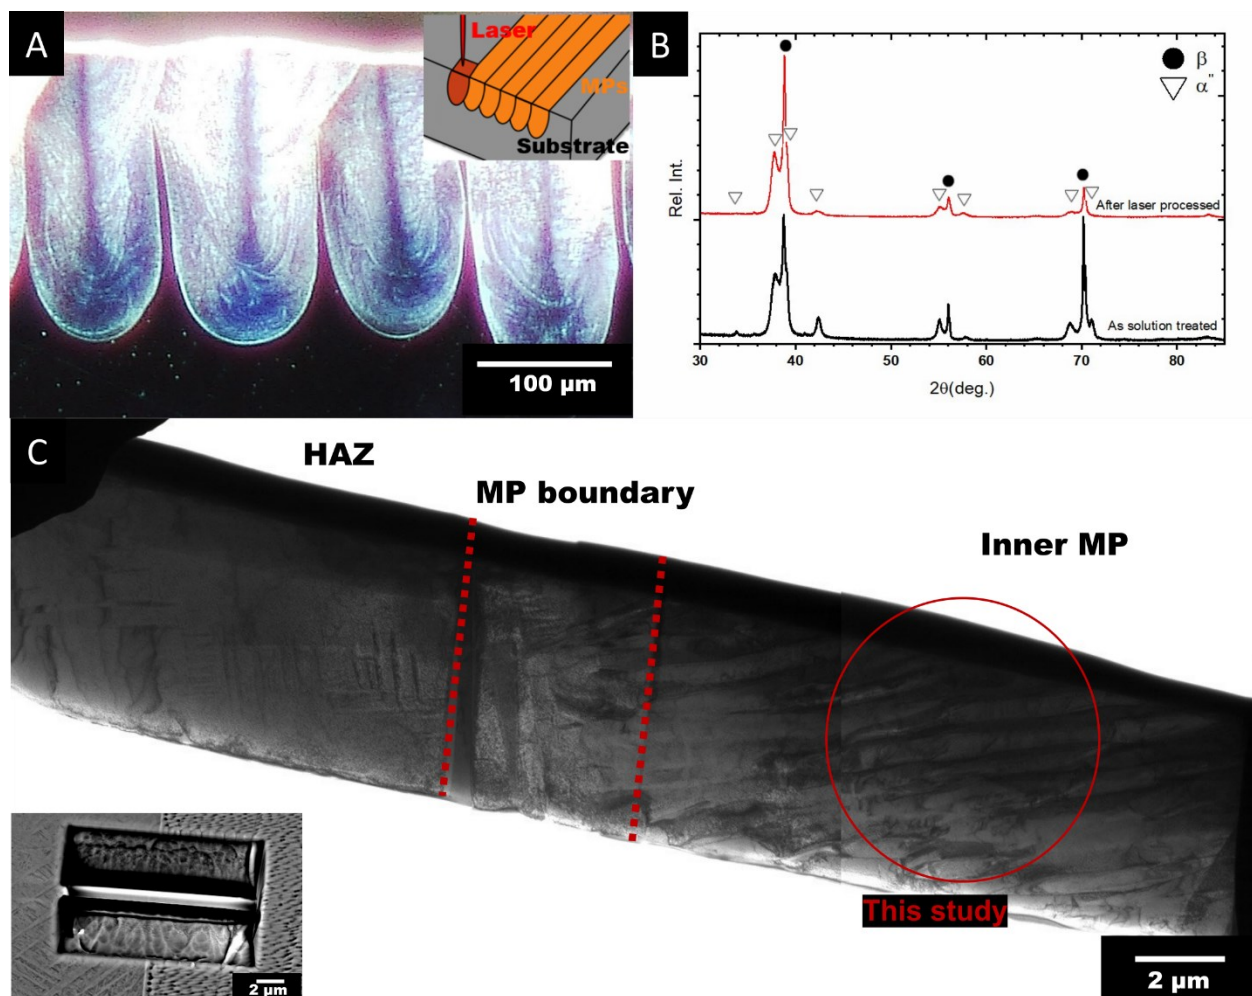 A
Laser
MPs
Substrate
100 µm
B
Rel. Int.
β
α"
After laser processed
As solution treated
30 40 50 60 70 80
2θ(deg.)
C
HAZ
MP boundary
Inner MP
This study
2 µm
2 µm